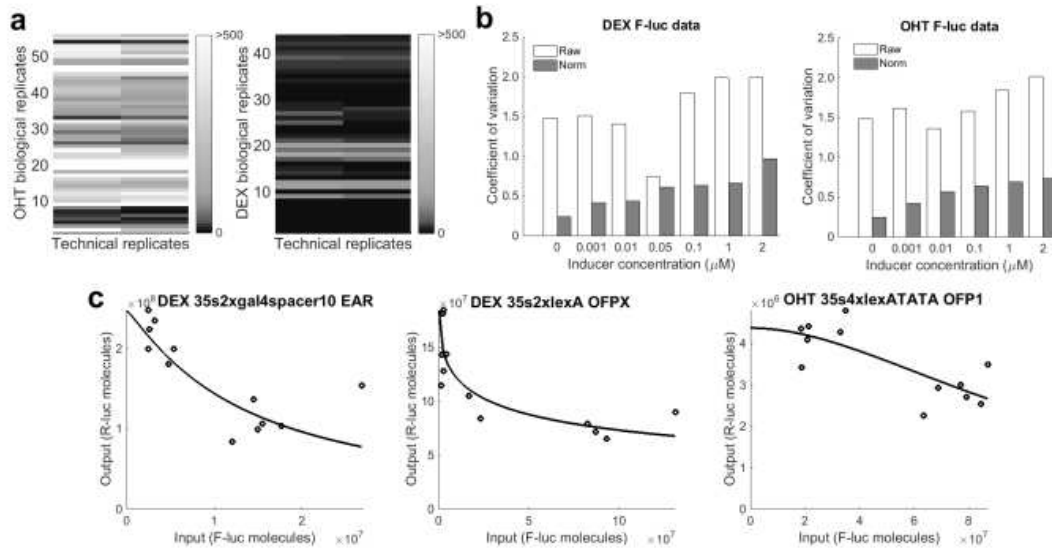 a
OHT biological replicates
50
40
30
20
10
Technical replicates
>500
0
DEX biological replicates
40
30
20
10
Technical replicates
>500
0
b
DEX F-luc data
Raw
Norm
Coefficient of variation
2.5
2.0
1.5
1.0
0.5
0
0 0.001 0.01 0.05 0.1 1 2
Inducer concentration (μM)
OHT F-luc data
Raw
Norm
Coefficient of variation
2.5
2.0
1.5
1.0
0.5
0
0 0.001 0.01 0.1 1 2
Inducer concentration (μM)
c
×10⁸ DEX 35s2xgal4spacer10 EAR
Output (R-luc molecules)
2
1
0
0 1 2
Input (F-luc molecules) ×10⁷
×10⁷ DEX 35s2xlexA OFPX
Output (R-luc molecules)
15
10
5
0
0 5 10
Input (F-luc molecules) ×10⁷
×10⁶ OHT 35s4xlexATATA OFP1
Output (R-luc molecules)
4
3
2
1
0
0 2 4 6 8
Input (F-luc molecules) ×10⁷